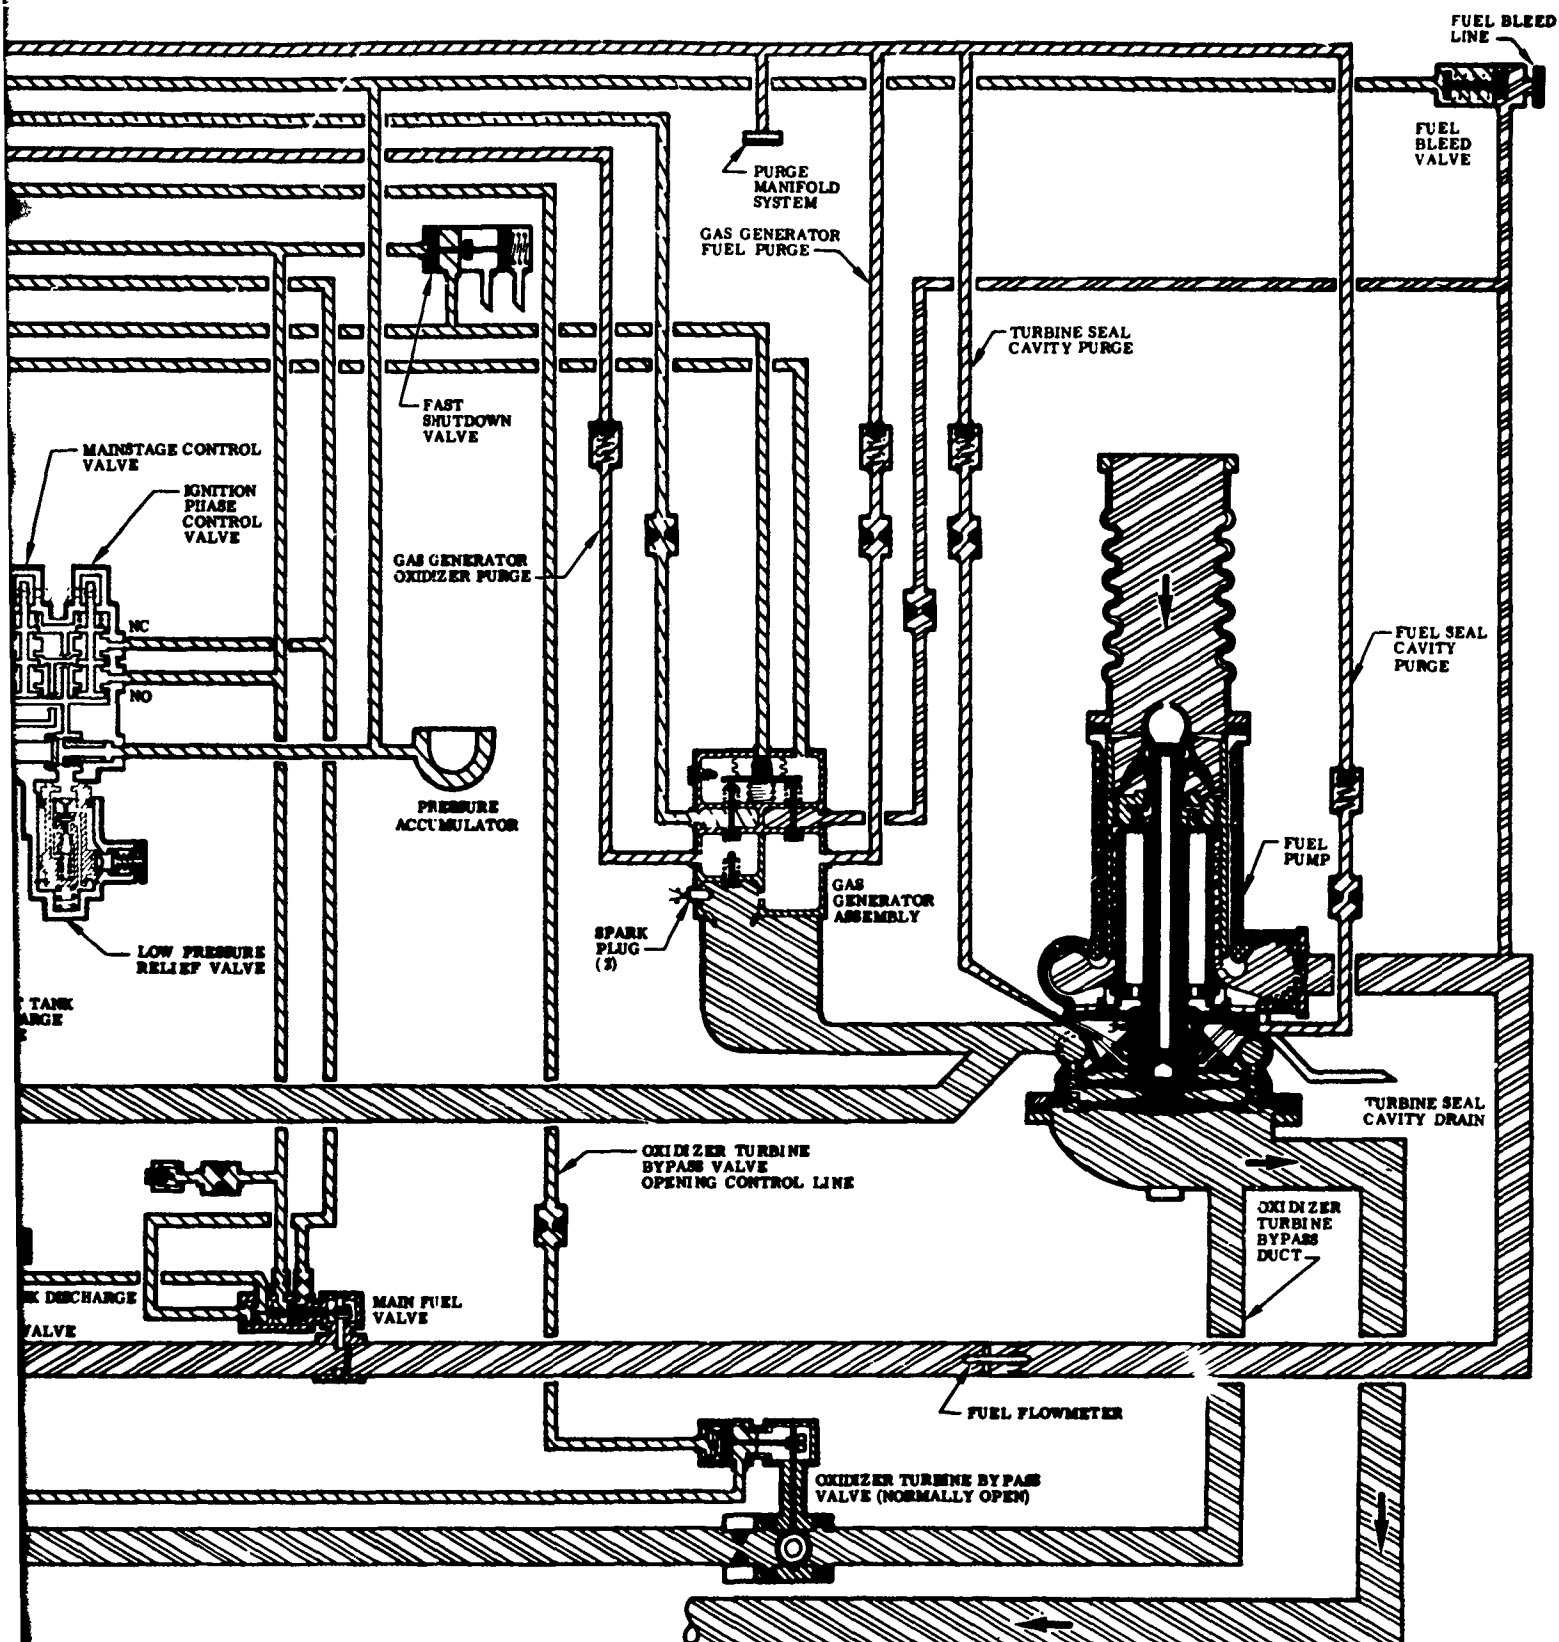 FUEL BLEED
LINE
FUEL
BLEED
VALVE
PURGE
MANIFOLD
SYSTEM
GAS GENERATOR
FUEL PURGE
TURBINE SEAL
CAVITY PURGE
FAST
SHUTDOWN
VALVE
MAINSTAGE CONTROL
VALVE
IGNITION
PHASE
CONTROL
VALVE
GAS GENERATOR
OXIDIZER PURGE
NC
NO
FUEL SEAL
CAVITY
PURGE
PRESSURE
ACCUMULATOR
FUEL
PUMP
GAS
GENERATOR
ASSEMBLY
SPARK
PLUG
(2)
LOW PRESSURE
RELIEF VALVE
TANK
TURBINE SEAL
CAVITY DRAIN
OXIDIZER TURBINE
BYPASS VALVE
OPENING CONTROL LINE
OXIDIZER
TURBINE
BYPASS
DUCT
DISCHARGE
MAIN FUEL
VALVE
VALVE
FUEL FLOWMETER
OXIDIZER TURBINE BYPASS
VALVE (NORMALLY OPEN)